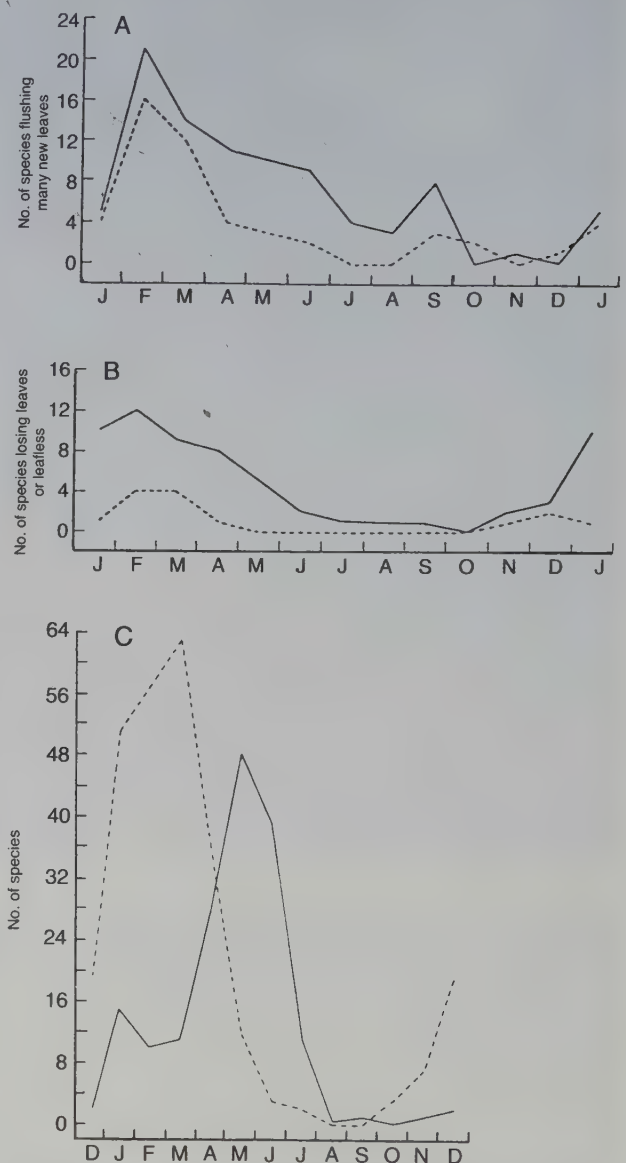 A
24
20
16
12
8
4
0
No. of species flushing
many new leaves
J F M A M J J A S O N D J
B
16
12
8
4
0
No. of species losing leaves
or leafless
J F M A M J J A S O N D J
C
64
56
48
40
32
24
16
8
0
No. of species
D J F M A M J J A S O N D